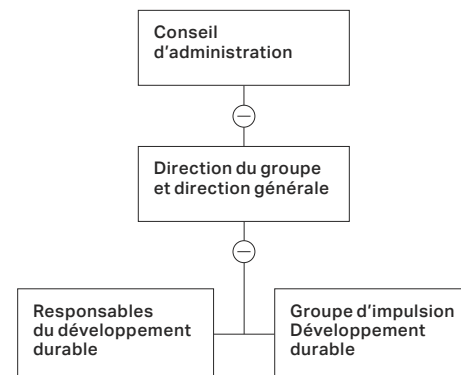 Conseil
d’administration
Direction du groupe
et direction générale
Responsables
du développement
durable
Groupe d’impulsion
Développement
durable